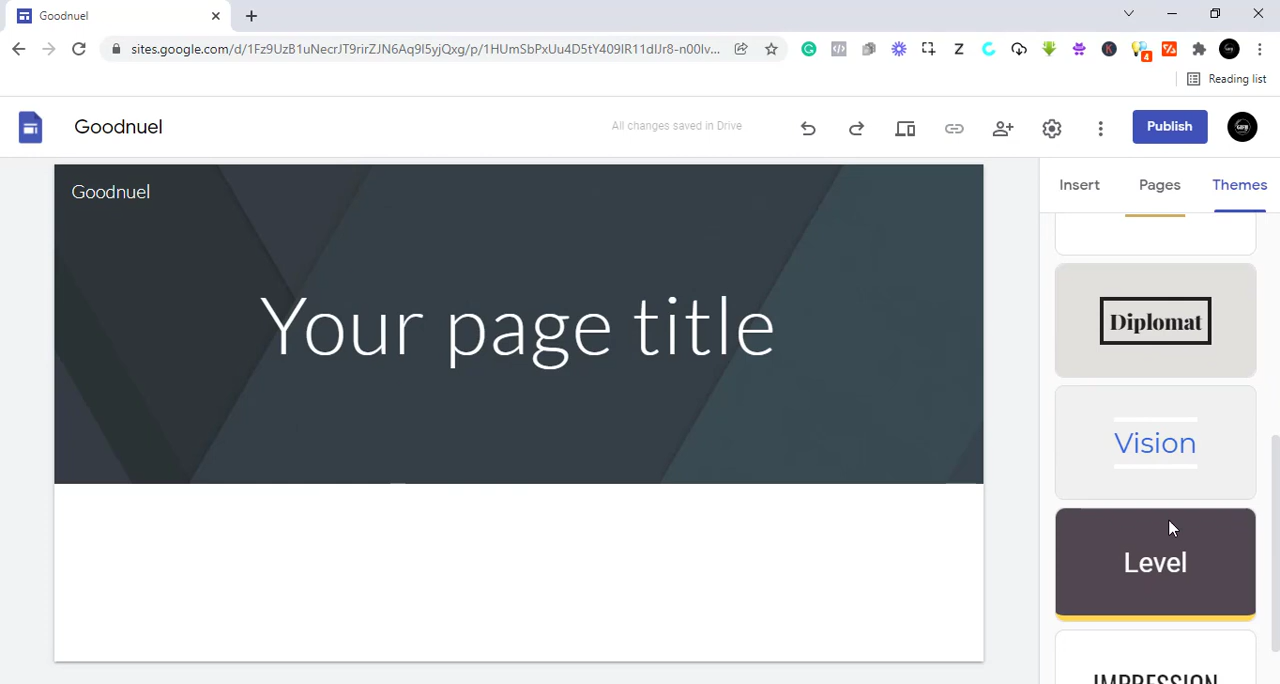 Goodnuel
sites.google.com/d/1Fz9UzB1uNecrJT9rirZJN6Aq9I5yjQxg/p/1HUmSbPxUu4D5tY409IR11dIJr8-n00lv...
Z
K
4
Reading list
Goodnuel
All changes saved in Drive
Publish
Goodnuel
Your page title
Insert
Pages
Themes
Diplomat
Vision
Level
IMPRESSION